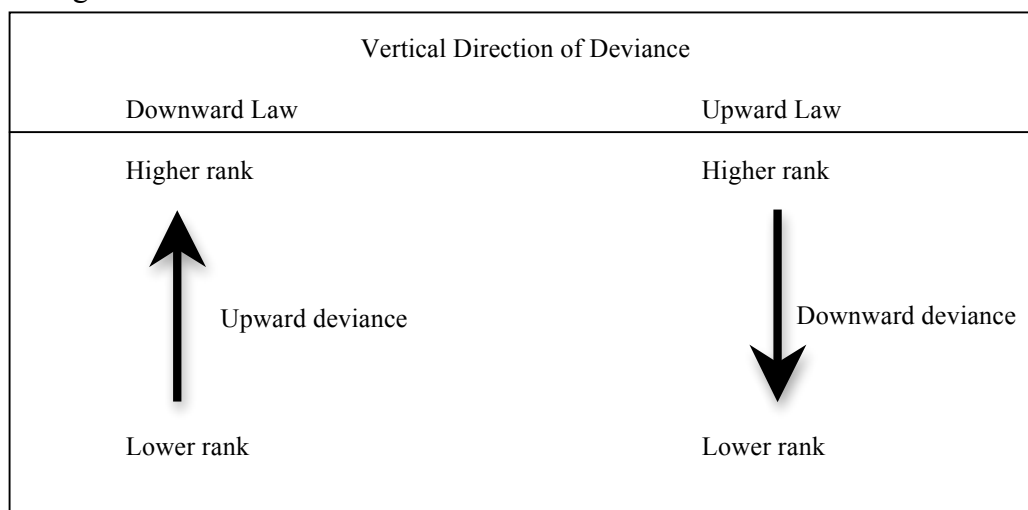 Vertical Direction of Deviance
Downward Law Upward Law
Higher rank Higher rank
Upward deviance Downward deviance
Lower rank Lower rank